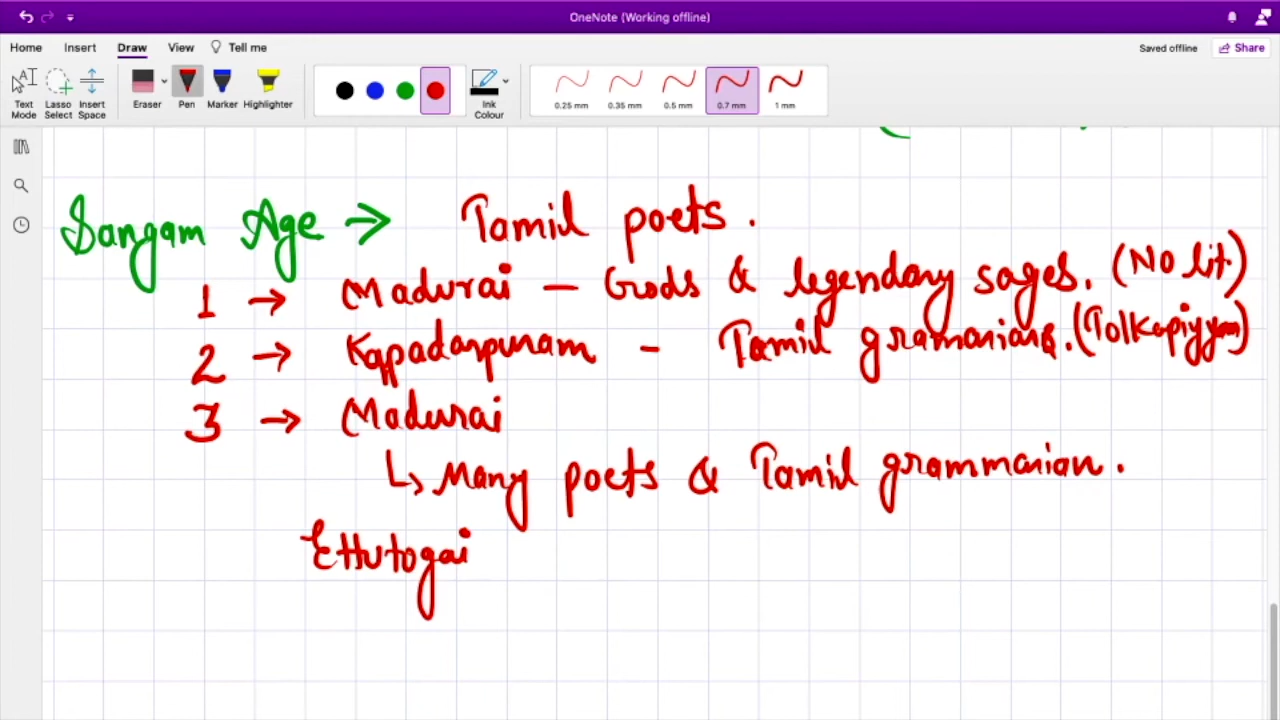 OneNote (Working offline)
Home Insert Draw View Tell me Saved offline Share
Text Mode Lasso Select Insert Space Eraser Pen Marker Highlighter Ink Colour 0.25 mm 0.35 mm 0.5 mm 0.7 mm 1 mm
Sangam Age → Tamil poets.
1 → Madurai – Gods & legendary sages. (No lit.)
2 → Kapadarpuram – Tamil gramarians. (Tolkapiyyam)
3 → Madurai
↳ Many poets & Tamil grammarian.
Ettutogai